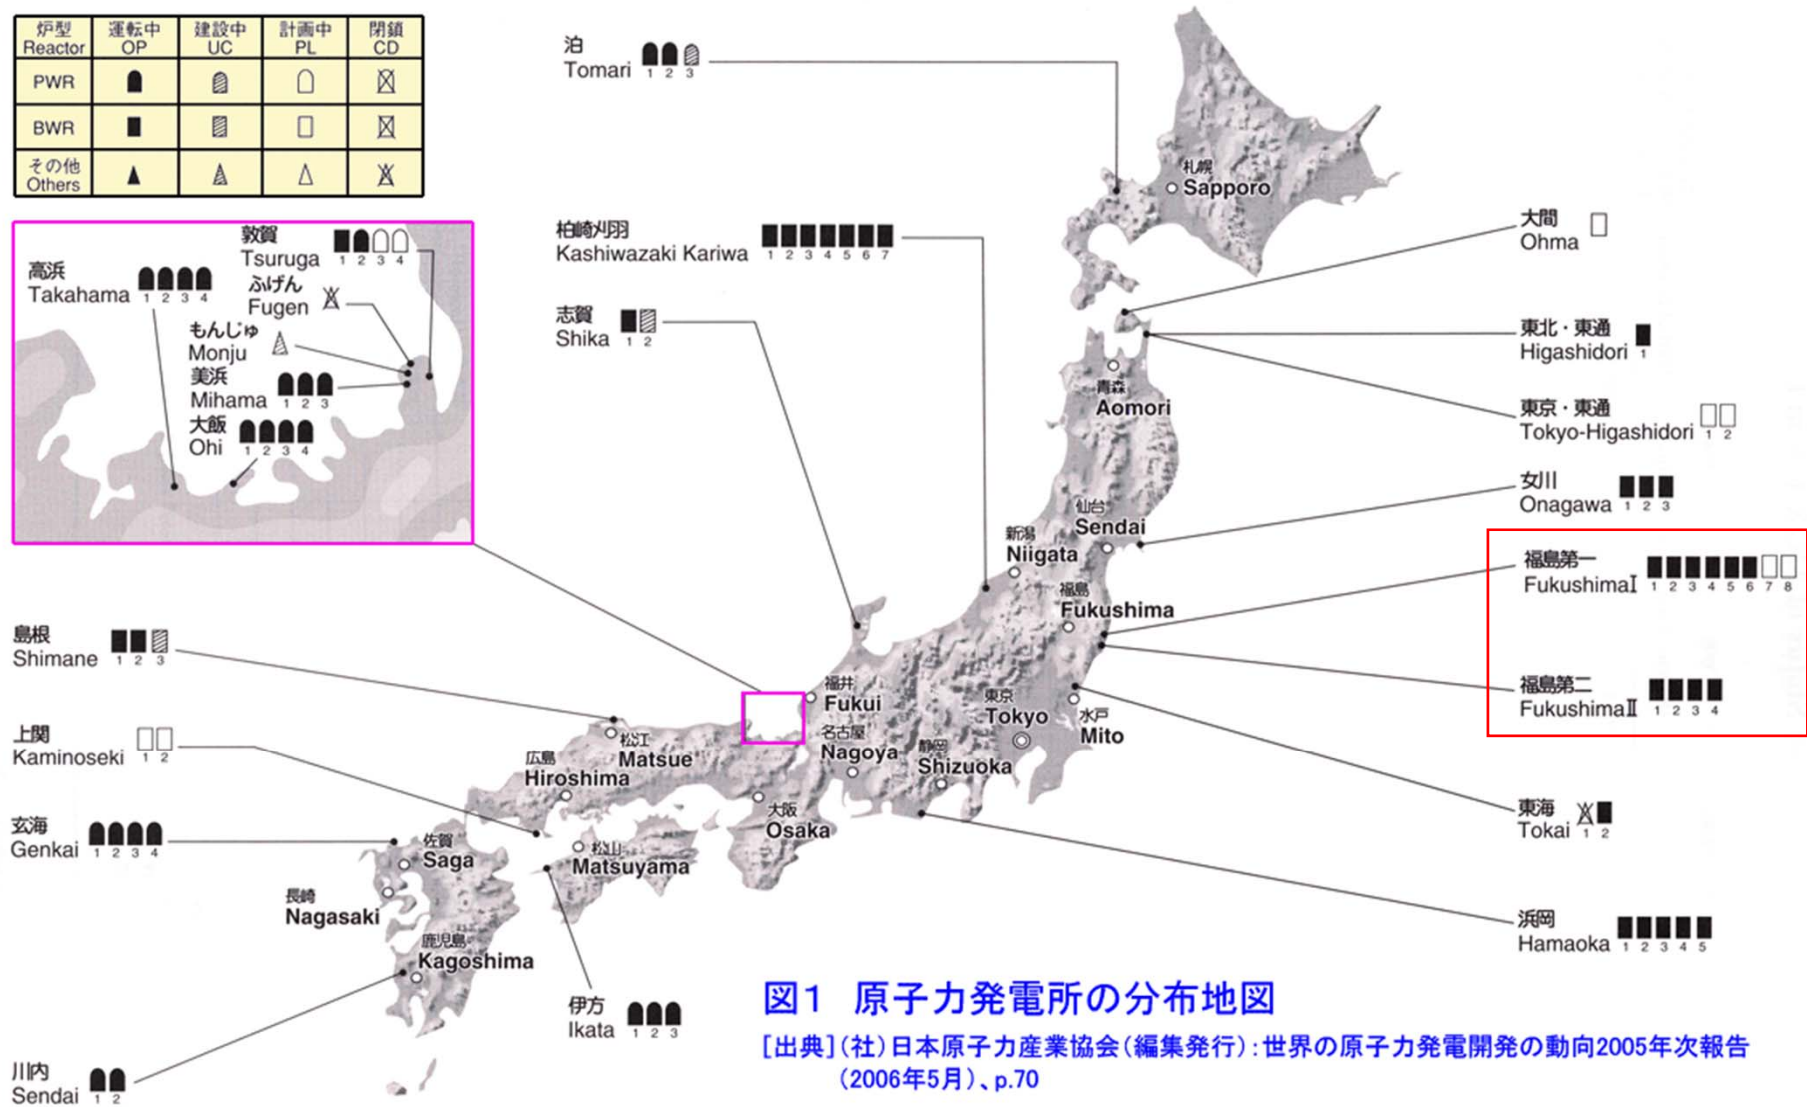 炉型 運転中 建設中 計画中 閉鎖
Reactor OP UC PL CD
PWR
BWR
その他
Others
泊
Tomari 1 2 3
札幌
Sapporo
柏崎刈羽
Kashiwazaki Kariwa 1 2 3 4 5 6 7
志賀
Shika 1 2
敦賀
Tsuruga 1 2 3 4
高浜
Takahama 1 2 3 4
ふげん
Fugen
もんじゅ
Monju
美浜
Mihama 1 2 3
大飯
Ohi 1 2 3 4
大間
Ohma
東北・東通
Higashidori 1
東京・東通
Tokyo-Higashidori 1 2
女川
Onagawa 1 2 3
福島第一
FukushimaⅠ 1 2 3 4 5 6 7 8
福島第二
FukushimaⅡ 1 2 3 4
東海
Tokai 1 2
浜岡
Hamaoka 1 2 3 4 5
青森
Aomori
仙台
Sendai
新潟
Niigata
福島
Fukushima
福井
Fukui
東京
Tokyo
水戸
Mito
名古屋
Nagoya
静岡
Shizuoka
島根
Shimane 1 2 3
上関
Kaminoseki 1 2
玄海
Genkai 1 2 3 4
松江
Matsue
広島
Hiroshima
大阪
Osaka
松山
Matsuyama
佐賀
Saga
長崎
Nagasaki
鹿児島
Kagoshima
伊方
Ikata 1 2 3
川内
Sendai 1 2
図1 原子力発電所の分布地図
[出典](社)日本原子力産業協会(編集発行):世界の原子力発電開発の動向2005年次報告
(2006年5月)、p.70